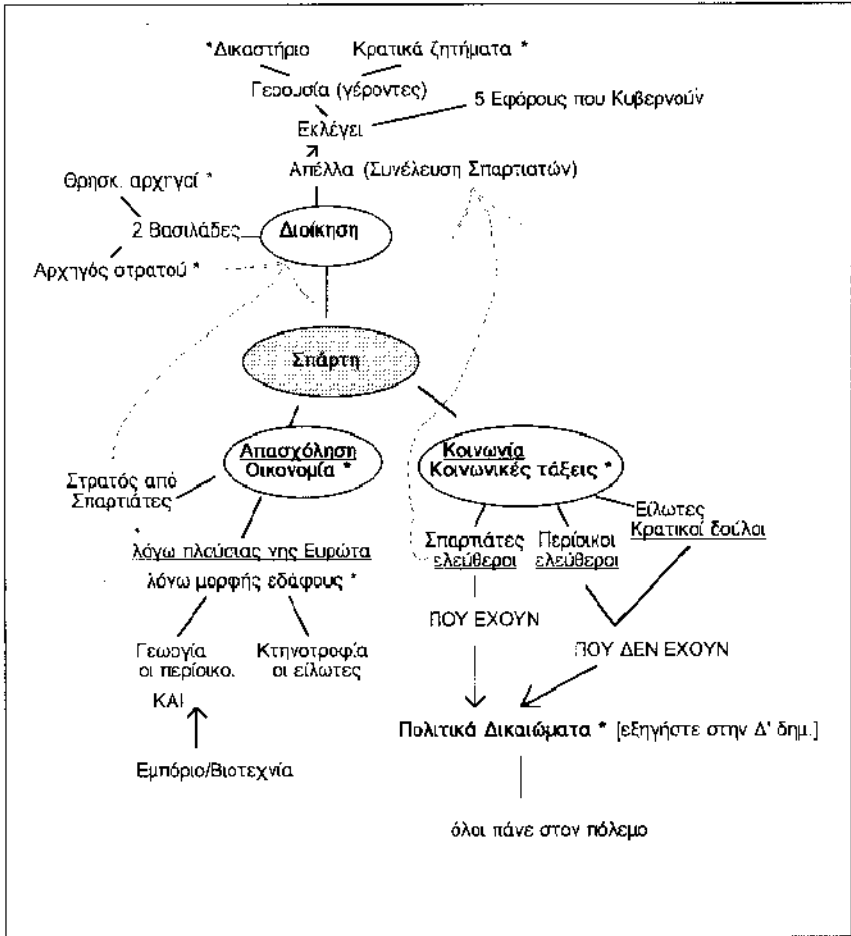 *Δικαστήριο Κρατικά ζητήματα *
Γερουσία (γέροντες)
5 Εφόρους που Κυβερνούν
Εκλέγει
Απέλλα (Συνέλευση Σπαρτιατών)
Θρησκ. αρχηγοί *
2 Βασιλάδες
Διοίκηση
Αρχηγός στρατού *
Σπάρτη
Απασχόληση
Οικονομία *
Κοινωνία
Κοινωνικές τάξεις *
Στρατός από
Σπαρτιάτες
Είλωτες
Κρατικοί δούλοι
Σπαρτιάτες
ελεύθεροι
Περίοικοι
ελεύθεροι
*
λόγω πλούσιας γης Ευρώτα
λόγω μορφής εδάφους *
ΠΟΥ ΕΧΟΥΝ
Γεωργία
οι περίοικο.
Κτηνοτροφία
οι είλωτες
ΠΟΥ ΔΕΝ ΕΧΟΥΝ
ΚΑΙ
Πολιτικά Δικαιώματα * [εξηγήστε στην Δ' δημ.]
Εμπόριο/Βιοτεχνία
όλοι πάνε στον πόλεμο